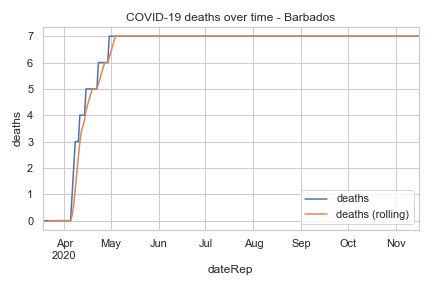 COVID-19 deaths over time - Barbados
7
6
5
4
3
2
1
0
deaths
deaths
deaths (rolling)
Apr May Jun Jul Aug Sep Oct Nov
2020
dateRep